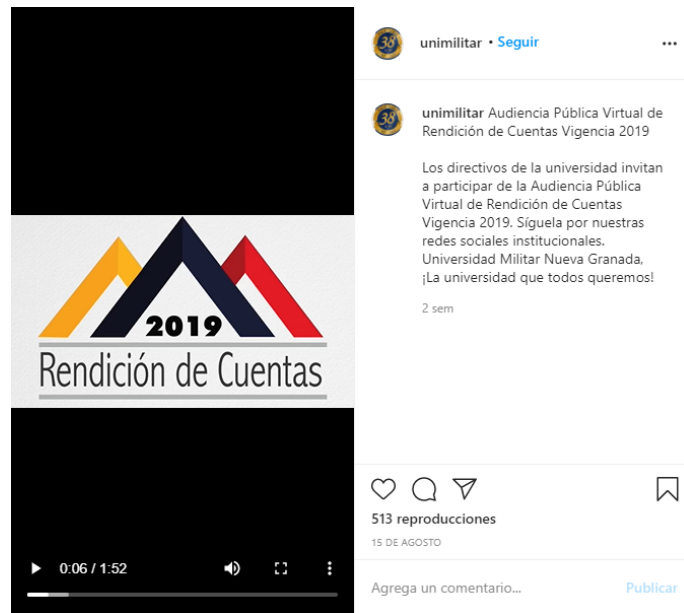 2019
Rendición de Cuentas
0:06 / 1:52
38
unimilitar • Seguir
38
unimilitar Audiencia Pública Virtual de
Rendición de Cuentas Vigencia 2019
Los directivos de la universidad invitan
a participar de la Audiencia Pública
Virtual de Rendición de Cuentas
Vigencia 2019. Síguela por nuestras
redes sociales institucionales.
Universidad Militar Nueva Granada,
¡La universidad que todos queremos!
2 sem
513 reproducciones
15 DE AGOSTO
Agrega un comentario... Publicar